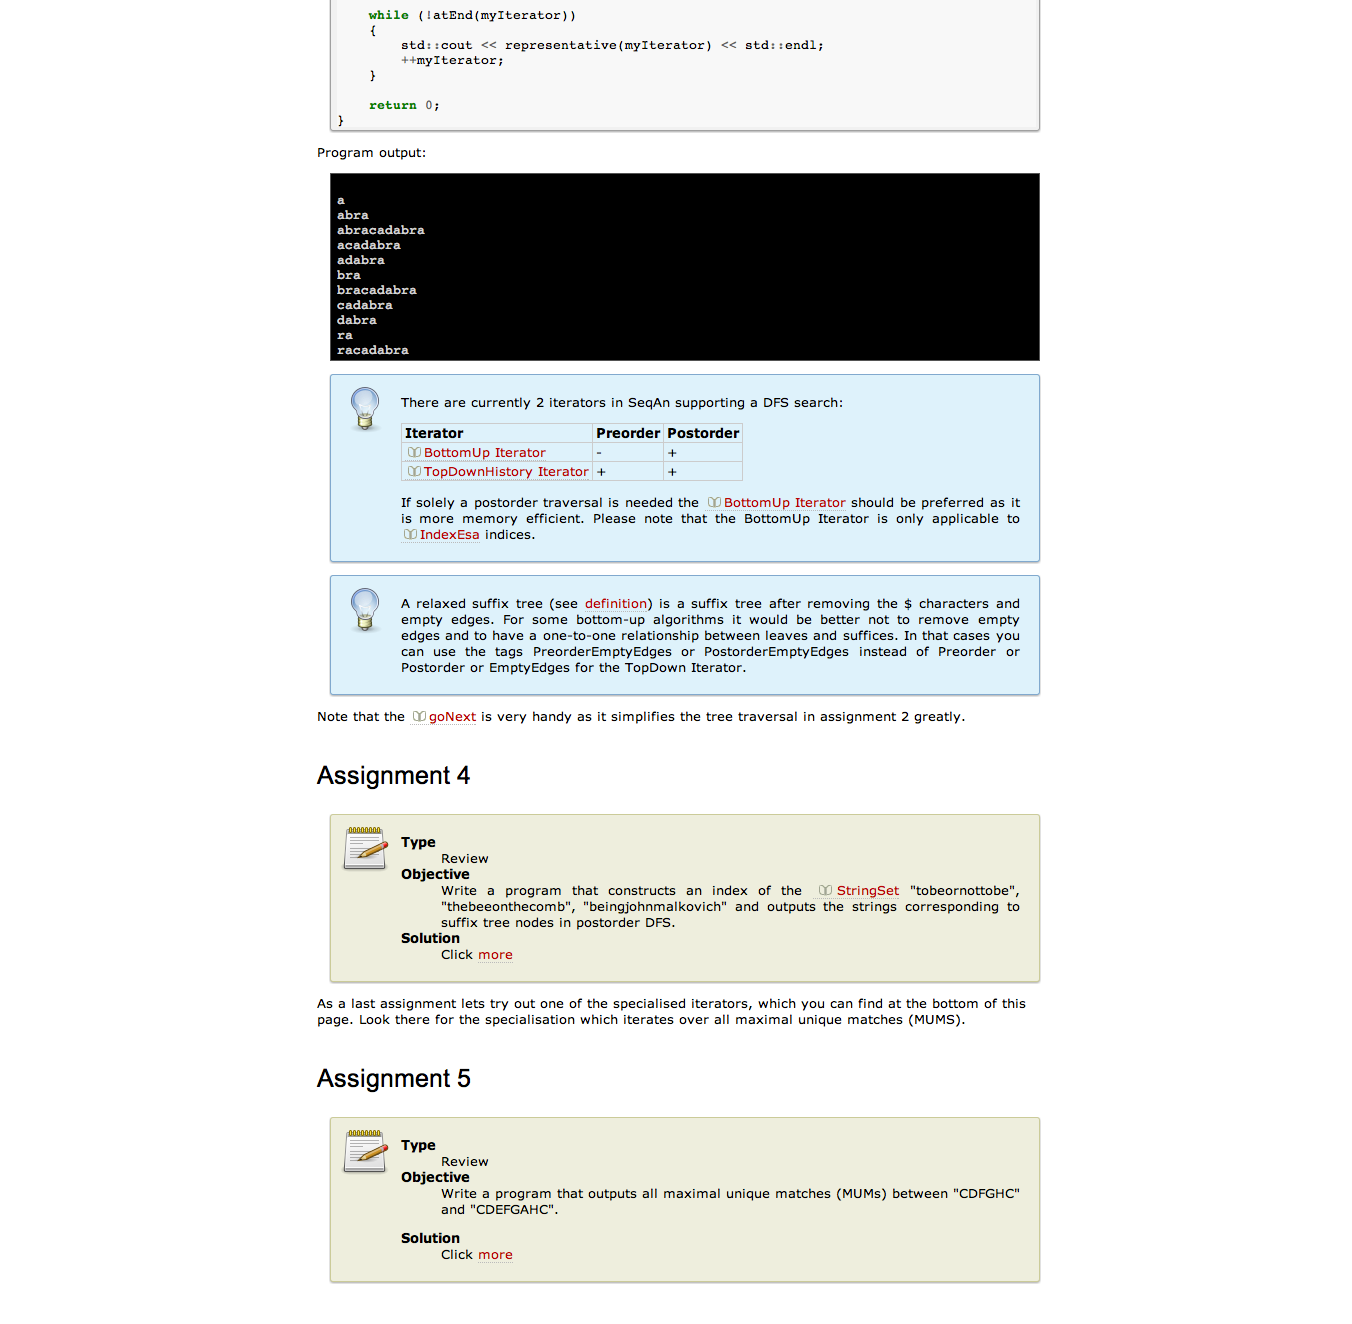 while (!atEnd(myIterator))
{
std::cout << representative(myIterator) << std::endl;
++myIterator;
}
return 0;
}
Program output:
a
abra
abracadabra
acadabra
adabra
bra
bracadabra
cadabra
dabra
ra
racadabra
There are currently 2 iterators in SeqAn supporting a DFS search:
Iterator Preorder Postorder
BottomUp Iterator - +
TopDownHistory Iterator + +
If solely a postorder traversal is needed the BottomUp Iterator should be preferred as it
is more memory efficient. Please note that the BottomUp Iterator is only applicable to
IndexEsa indices.
A relaxed suffix tree (see definition) is a suffix tree after removing the $ characters and
empty edges. For some bottom-up algorithms it would be better not to remove empty
edges and to have a one-to-one relationship between leaves and suffices. In that cases you
can use the tags PreorderEmptyEdges or PostorderEmptyEdges instead of Preorder or
Postorder or EmptyEdges for the TopDown Iterator.
Note that the goNext is very handy as it simplifies the tree traversal in assignment 2 greatly.
Assignment 4
Type
Review
Objective
Write a program that constructs an index of the StringSet "tobeornottobe",
"thebeeonthecomb", "beingjohnmalkovich" and outputs the strings corresponding to
suffix tree nodes in postorder DFS.
Solution
Click more
As a last assignment lets try out one of the specialised iterators, which you can find at the bottom of this
page. Look there for the specialisation which iterates over all maximal unique matches (MUMS).
Assignment 5
Type
Review
Objective
Write a program that outputs all maximal unique matches (MUMs) between "CDFGHC"
and "CDEFGAHC".
Solution
Click more